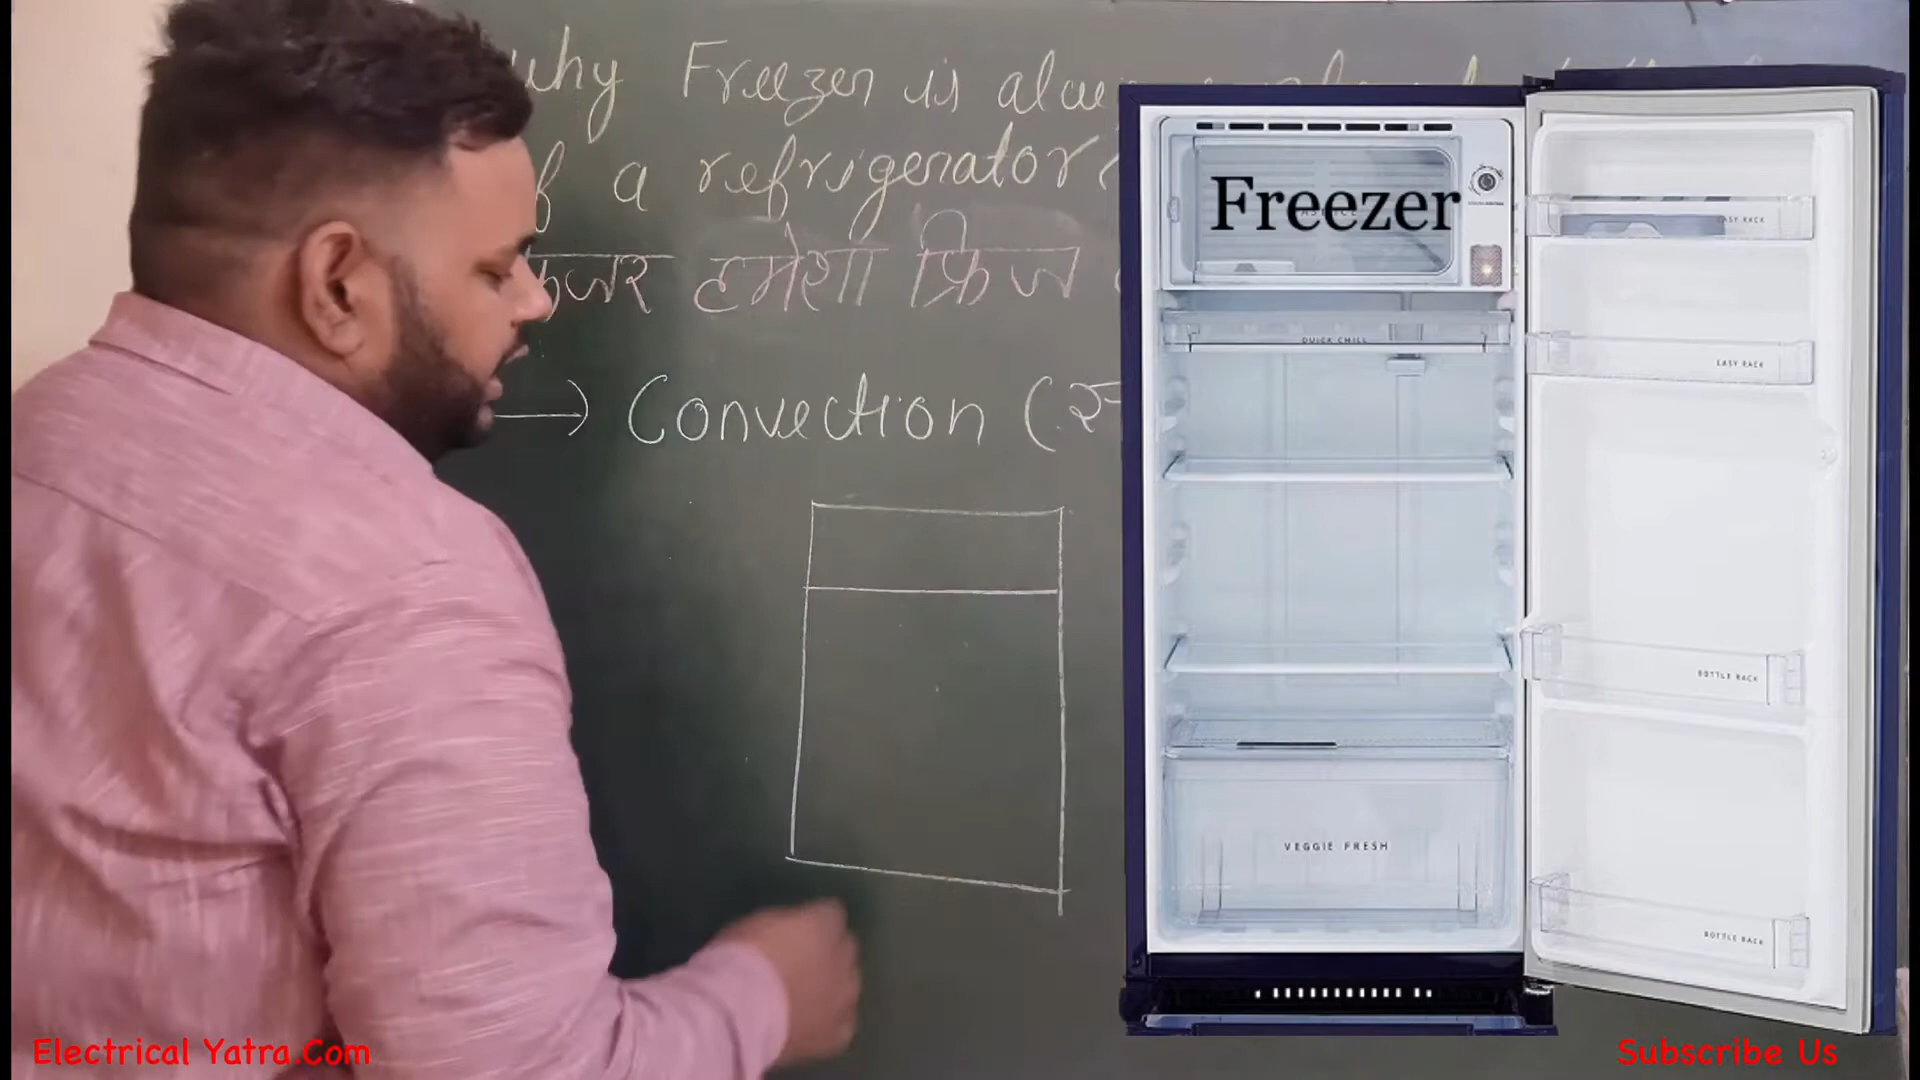 why Freezer is
of a refrigerator
हमेशा फ्रिज
→ Convection (
Freezer
EASY RACK
QUICK CHILL
EASY RACK
BOTTLE RACK
VEGGIE FRESH
BOTTLE RACK
Electrical Yatra.Com
Subscribe Us